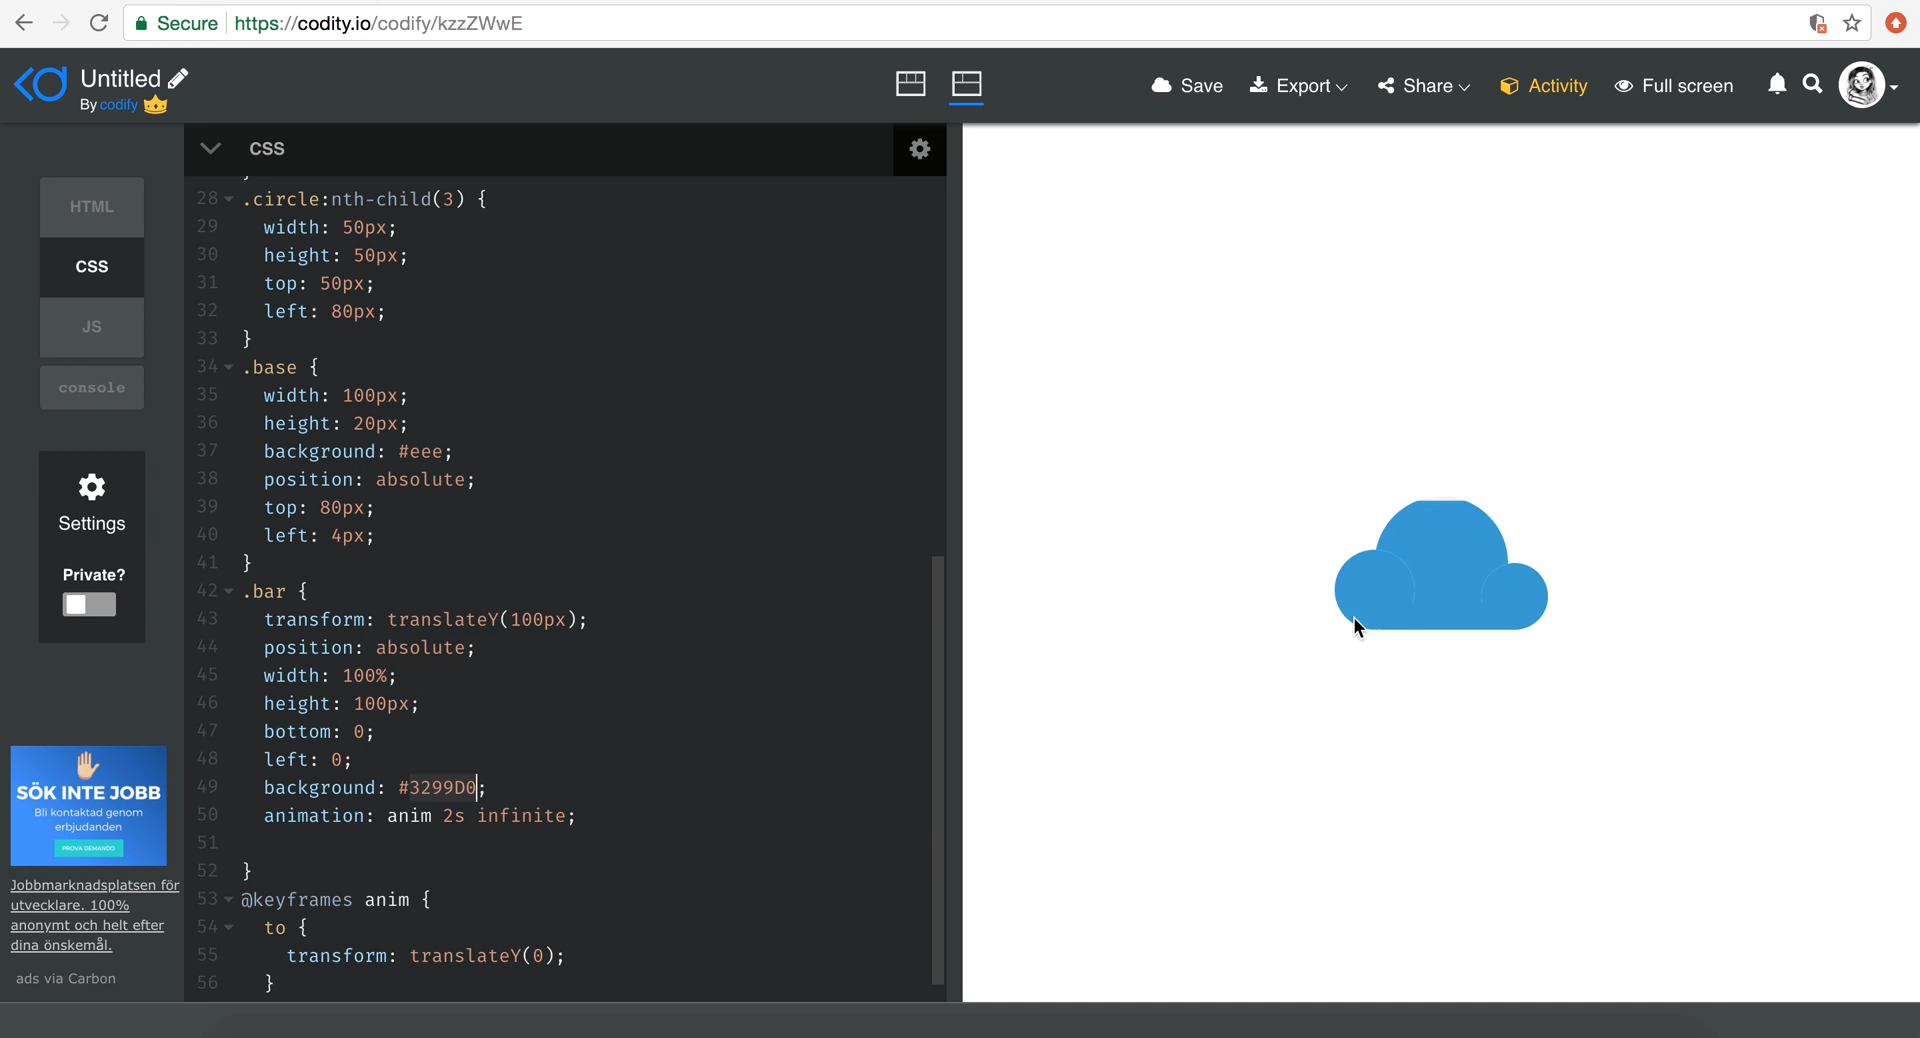 Secure https://codity.io/codify/kzzZWwE
Untitled
By codify
Save Export Share Activity Full screen
CSS
HTML
CSS
JS
console
Settings
Private?
28 .circle:nth-child(3) {
29 width: 50px;
30 height: 50px;
31 top: 50px;
32 left: 80px;
33 }
34 .base {
35 width: 100px;
36 height: 20px;
37 background: #eee;
38 position: absolute;
39 top: 80px;
40 left: 4px;
41 }
42 .bar {
43 transform: translateY(100px);
44 position: absolute;
45 width: 100%;
46 height: 100px;
47 bottom: 0;
48 left: 0;
49 background: #3299D0;
50 animation: anim 2s infinite;
51
52 }
53 @keyframes anim {
54 to {
55 transform: translateY(0);
56 }
SÖK INTE JOBB
Bli kontaktad genom
erbjudanden
PROVA DEMANDO
Jobbmarknadsplatsen för
utvecklare. 100%
anonymt och helt efter
dina önskemål.
ads via Carbon